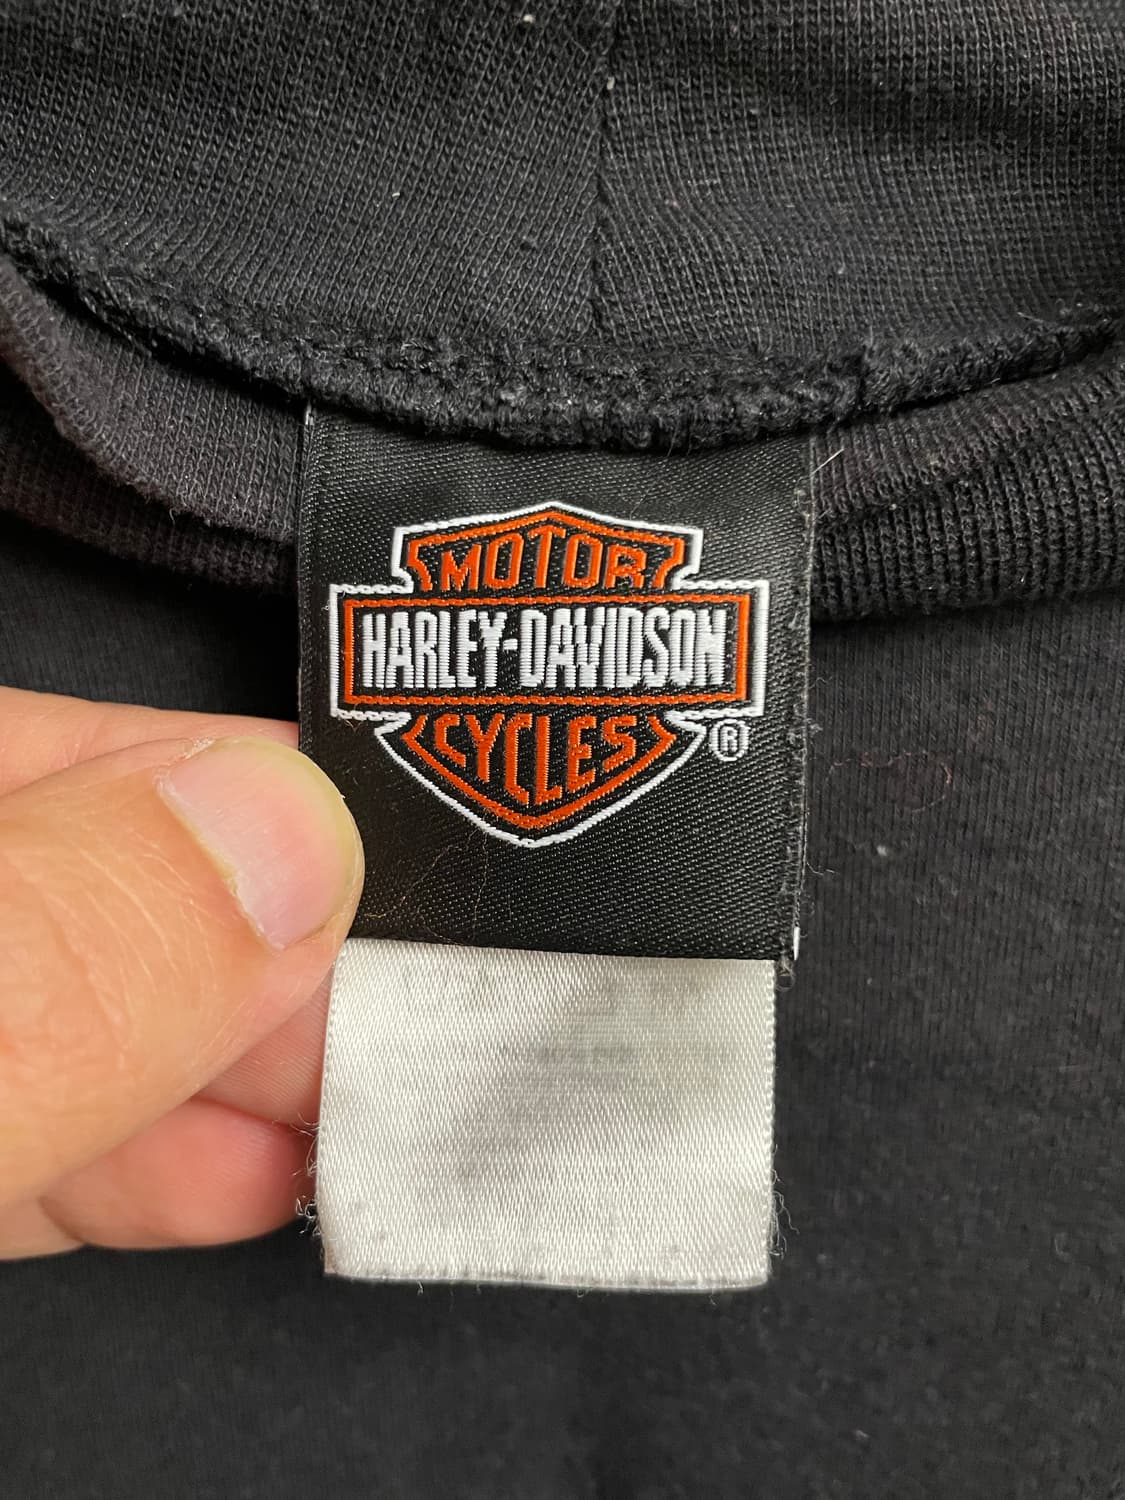 MOTOR
HARLEY-DAVIDSON
CYCLES
®